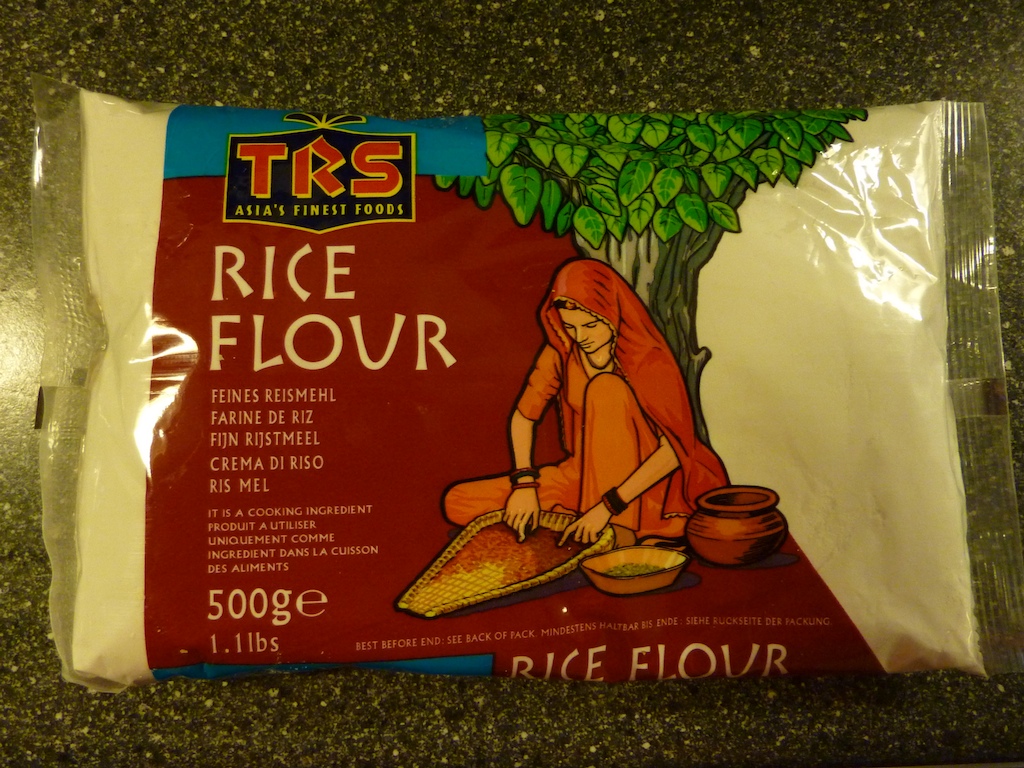 TRS
ASIA'S FINEST FOODS
RICE
FLOUR
FEINES REISMEHL
FARINE DE RIZ
FIJN RIJSTMEEL
CREMA DI RISO
RIS MEL
IT IS A COOKING INGREDIENT
PRODUIT A UTILISER
UNIQUEMENT COMME
INGREDIENT DANS LA CUISSON
DES ALIMENTS
500g℮
1.1lbs
BEST BEFORE END: SEE BACK OF PACK. MINDESTENS HALTBAR BIS ENDE: SIEHE RUCKSEITE DER PACKUNG.
RICE FLOUR